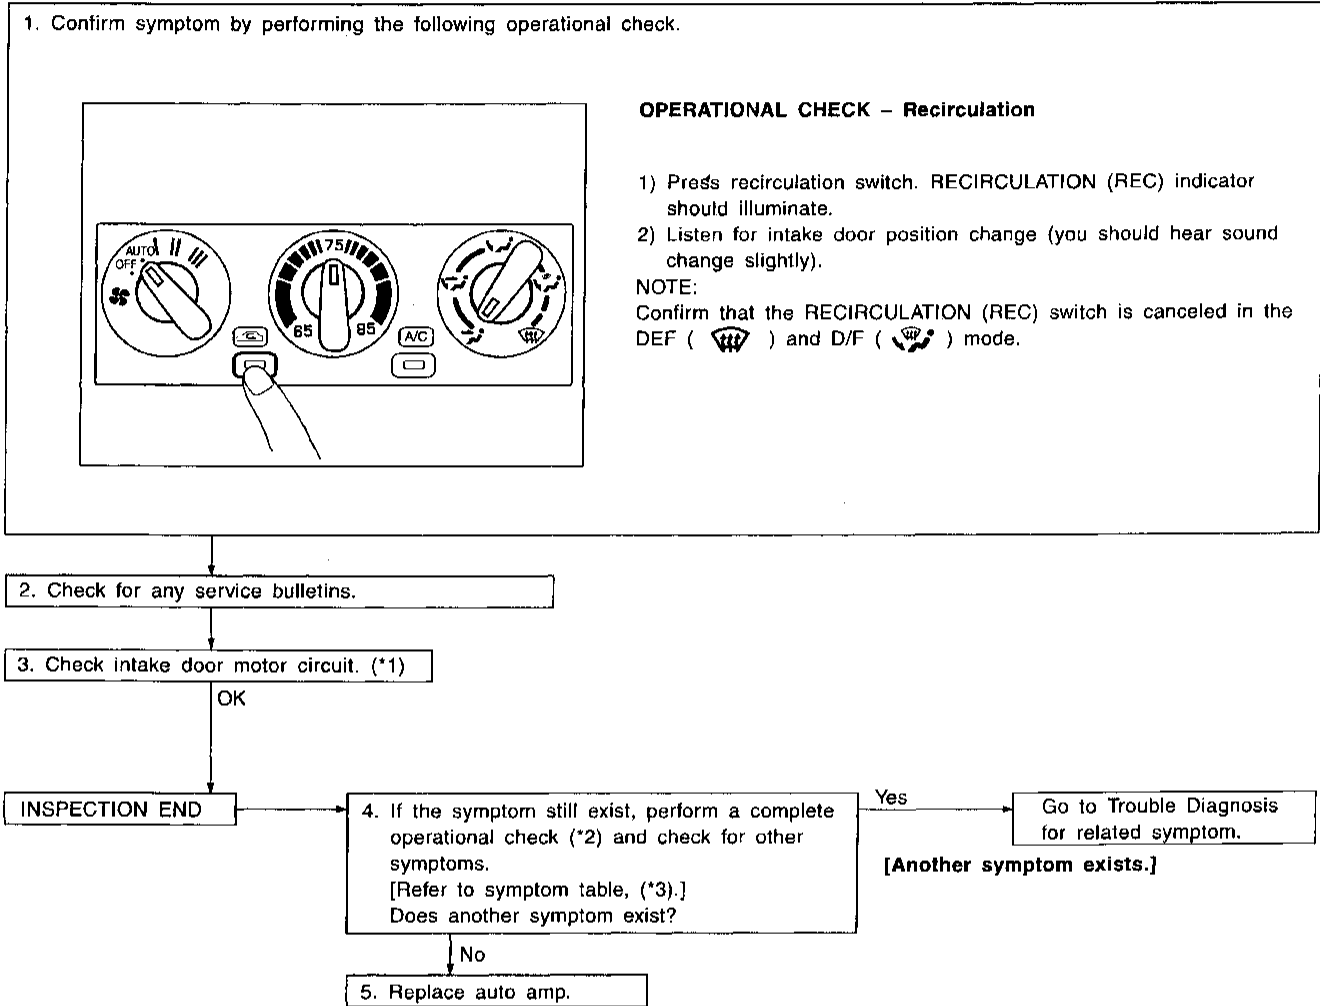 1. Confirm symptom by performing the following operational check.
OPERATIONAL CHECK – Recirculation
1) Press recirculation switch. RECIRCULATION (REC) indicator
should illuminate.
2) Listen for intake door position change (you should hear sound
change slightly).
NOTE:
Confirm that the RECIRCULATION (REC) switch is canceled in the
DEF ( ) and D/F ( ) mode.
AUTO
OFF
75
65
85
A/C
2. Check for any service bulletins.
3. Check intake door motor circuit. (*1)
OK
INSPECTION END
4. If the symptom still exist, perform a complete
operational check (*2) and check for other
symptoms.
[Refer to symptom table, (*3).]
Does another symptom exist?
Yes
Go to Trouble Diagnosis
for related symptom.
[Another symptom exists.]
No
5. Replace auto amp.